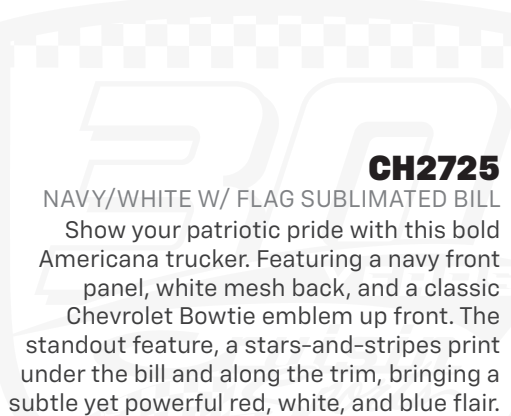 CH2725
NAVY/WHITE W/ FLAG SUBLIMATED BILL
Show your patriotic pride with this bold
Americana trucker. Featuring a navy front
panel, white mesh back, and a classic
Chevrolet Bowtie emblem up front. The
standout feature, a stars-and-stripes print
under the bill and along the trim, bringing a
subtle yet powerful red, white, and blue flair.